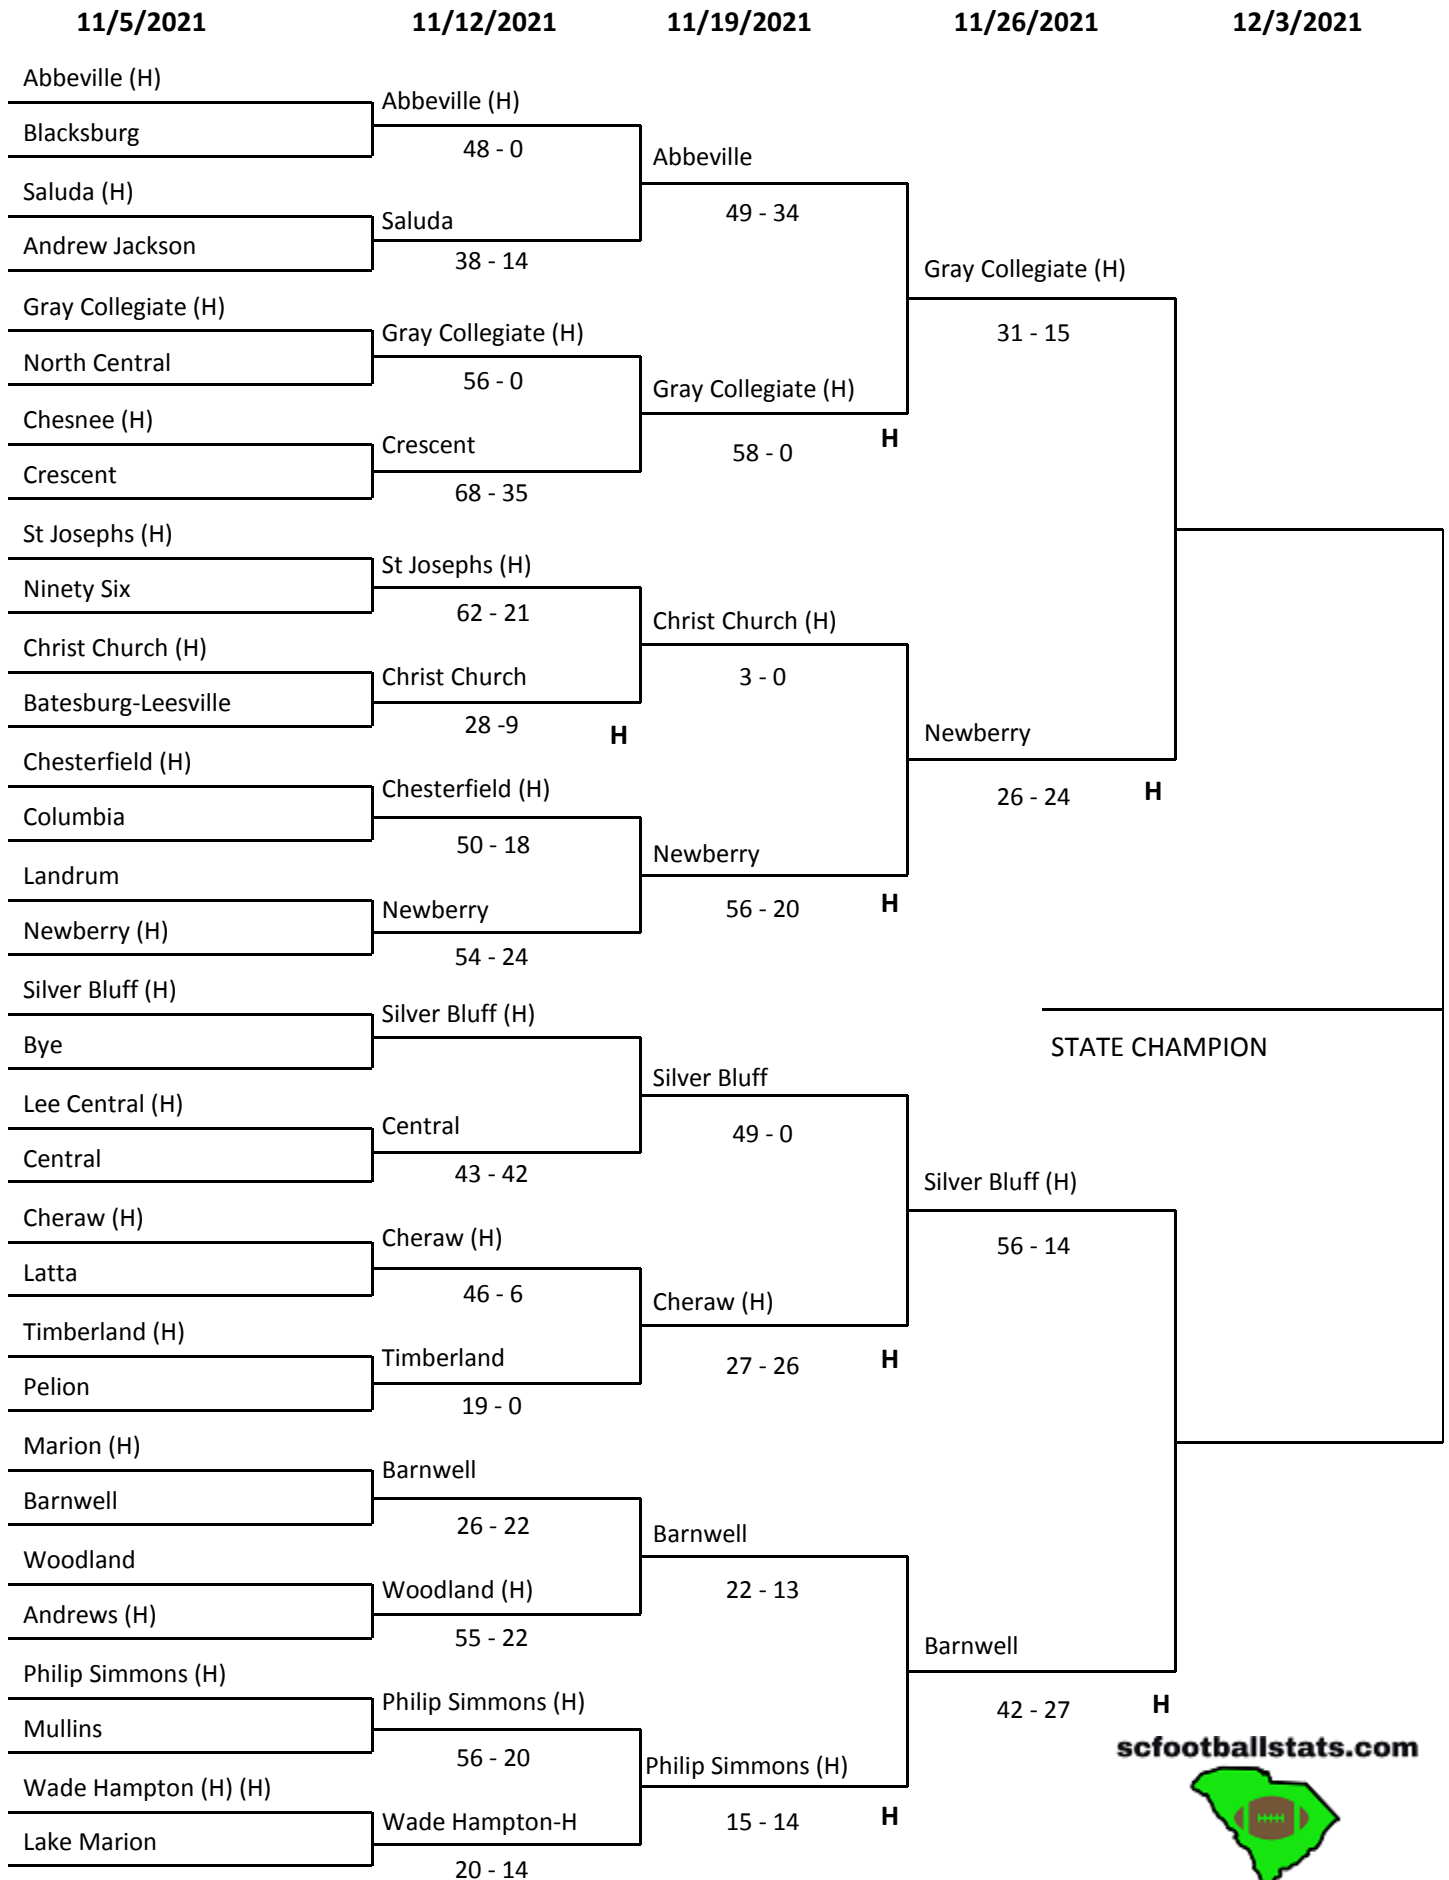 11/5/2021 11/12/2021 11/19/2021 11/26/2021 12/3/2021
Abbeville (H)
Blacksburg
Saluda (H)
Andrew Jackson
Gray Collegiate (H)
North Central
Chesnee (H)
Crescent
St Josephs (H)
Ninety Six
Christ Church (H)
Batesburg-Leesville
Chesterfield (H)
Columbia
Landrum
Newberry (H)
Silver Bluff (H)
Bye
Lee Central (H)
Central
Cheraw (H)
Latta
Timberland (H)
Pelion
Marion (H)
Barnwell
Woodland
Andrews (H)
Philip Simmons (H)
Mullins
Wade Hampton (H) (H)
Lake Marion
Abbeville (H)
48 - 0
Saluda
38 - 14
Gray Collegiate (H)
56 - 0
Crescent
68 - 35
St Josephs (H)
62 - 21
Christ Church
28 -9
H
Chesterfield (H)
50 - 18
Newberry
54 - 24
Silver Bluff (H)
Central
43 - 42
Cheraw (H)
46 - 6
Timberland
19 - 0
Barnwell
26 - 22
Woodland (H)
55 - 22
Philip Simmons (H)
56 - 20
Wade Hampton-H
20 - 14
Abbeville
49 - 34
Gray Collegiate (H)
58 - 0
H
Christ Church (H)
3 - 0
Newberry
56 - 20
H
Silver Bluff
49 - 0
Cheraw (H)
27 - 26
H
Barnwell
22 - 13
Philip Simmons (H)
15 - 14
H
Gray Collegiate (H)
31 - 15
Newberry
26 - 24
H
Silver Bluff (H)
56 - 14
Barnwell
42 - 27
H
STATE CHAMPION
scfootballstats.com